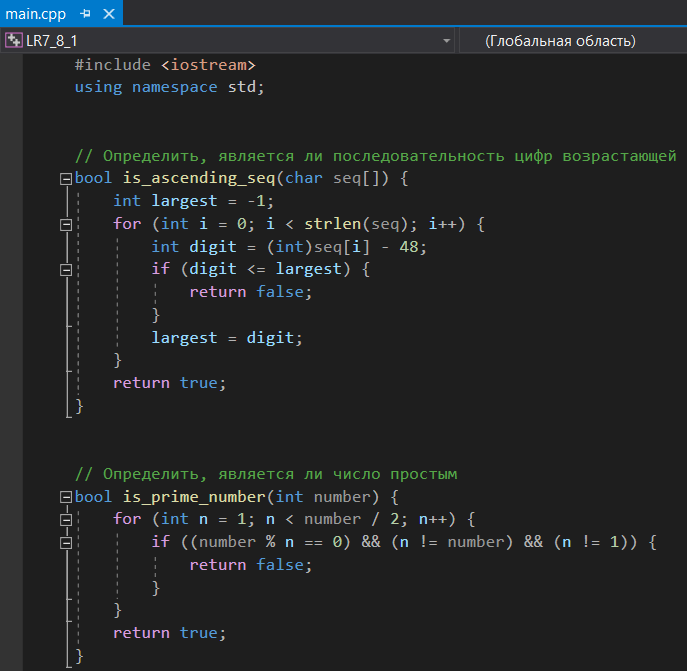 main.cpp
LR7_8_1 (Глобальная область)
#include <iostream>
using namespace std;
// Определить, является ли последовательность цифр возрастающей
bool is_ascending_seq(char seq[]) {
int largest = -1;
for (int i = 0; i < strlen(seq); i++) {
int digit = (int)seq[i] - 48;
if (digit <= largest) {
return false;
}
largest = digit;
}
return true;
}
// Определить, является ли число простым
bool is_prime_number(int number) {
for (int n = 1; n < number / 2; n++) {
if ((number % n == 0) && (n != number) && (n != 1)) {
return false;
}
}
return true;
}